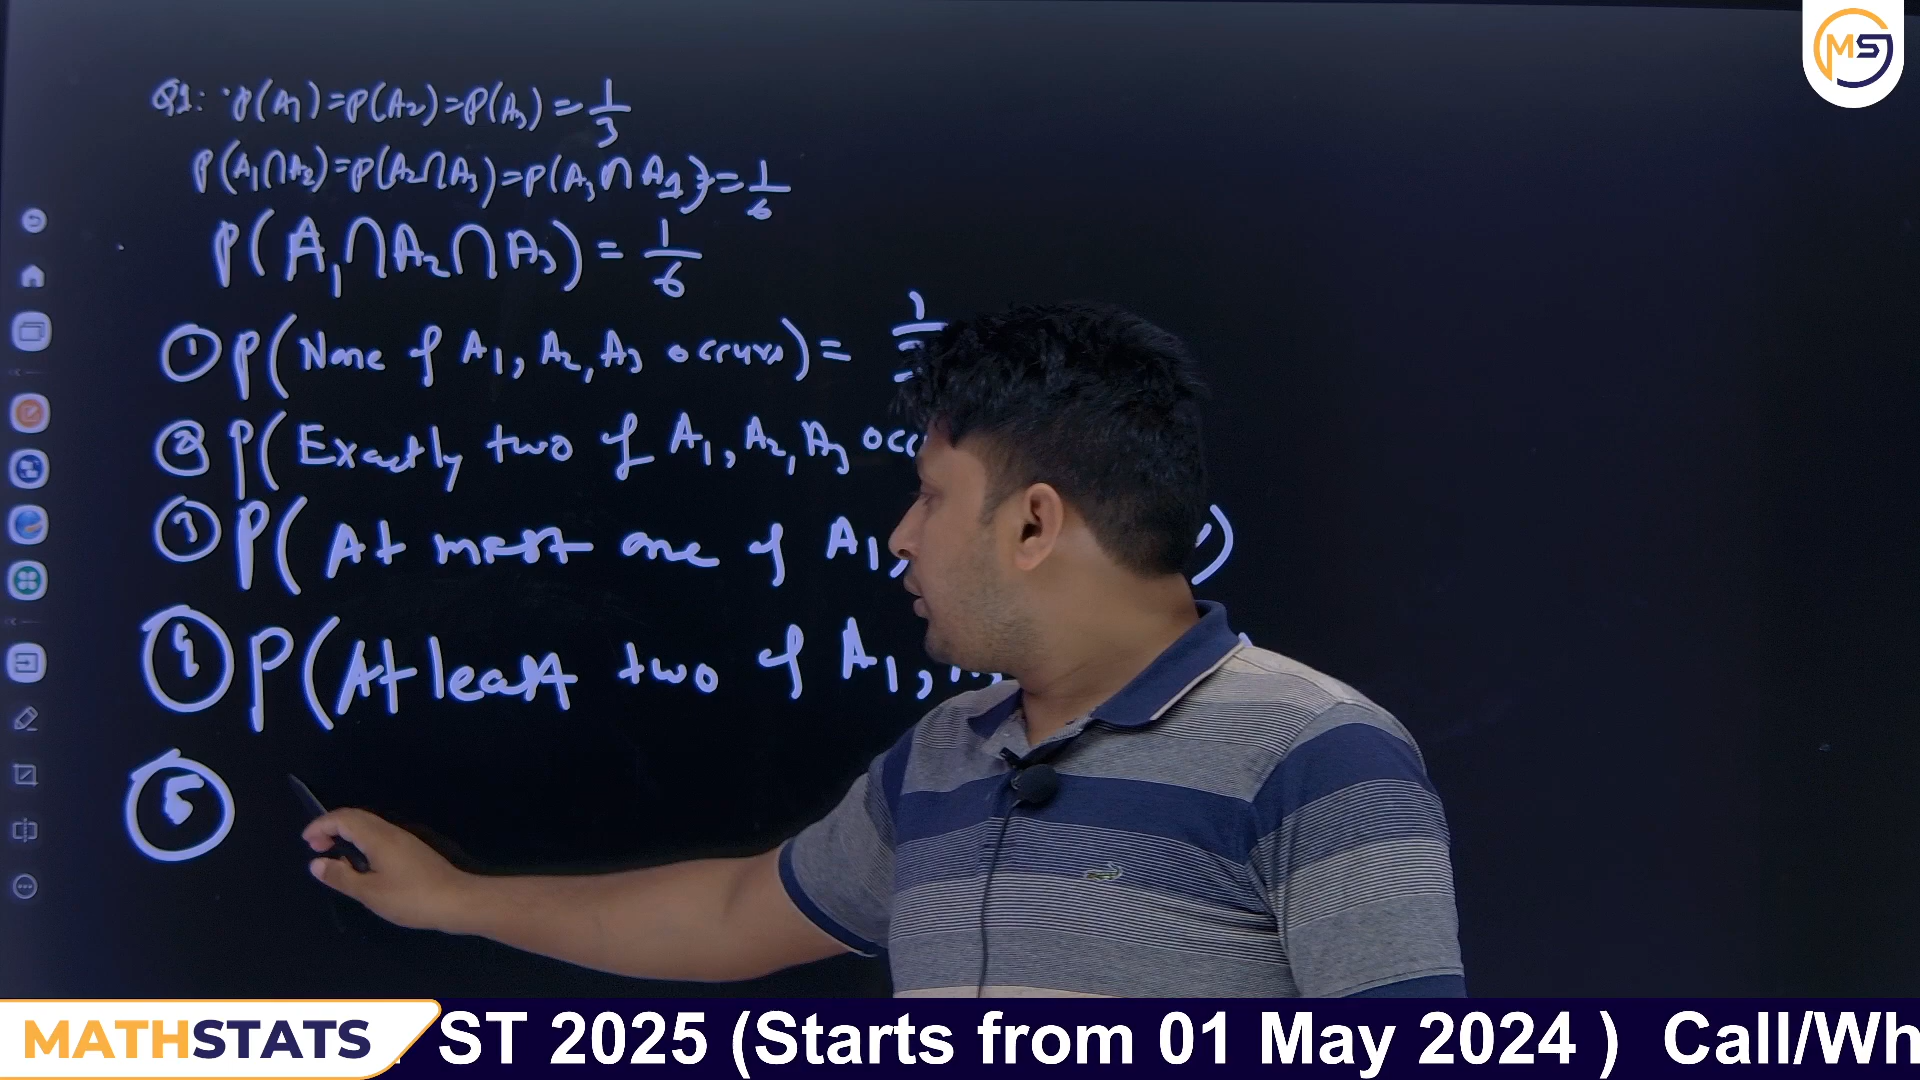 MS
Q1: P(A1) = P(A2) = P(A3) = 1/3
P(A1∩A2) = P(A2∩A3) = P(A3∩A1) = 1/6
P(A1∩A2∩A3) = 1/6
① P(None of A1, A2, A3 occurs) =
② P(Exactly two of A1, A2, A3
③ P(At most one of A1, )
④ P(At least two of A1,
⑤
MATHSTATS ST 2025 (Starts from 01 May 2024 ) Call/Wh